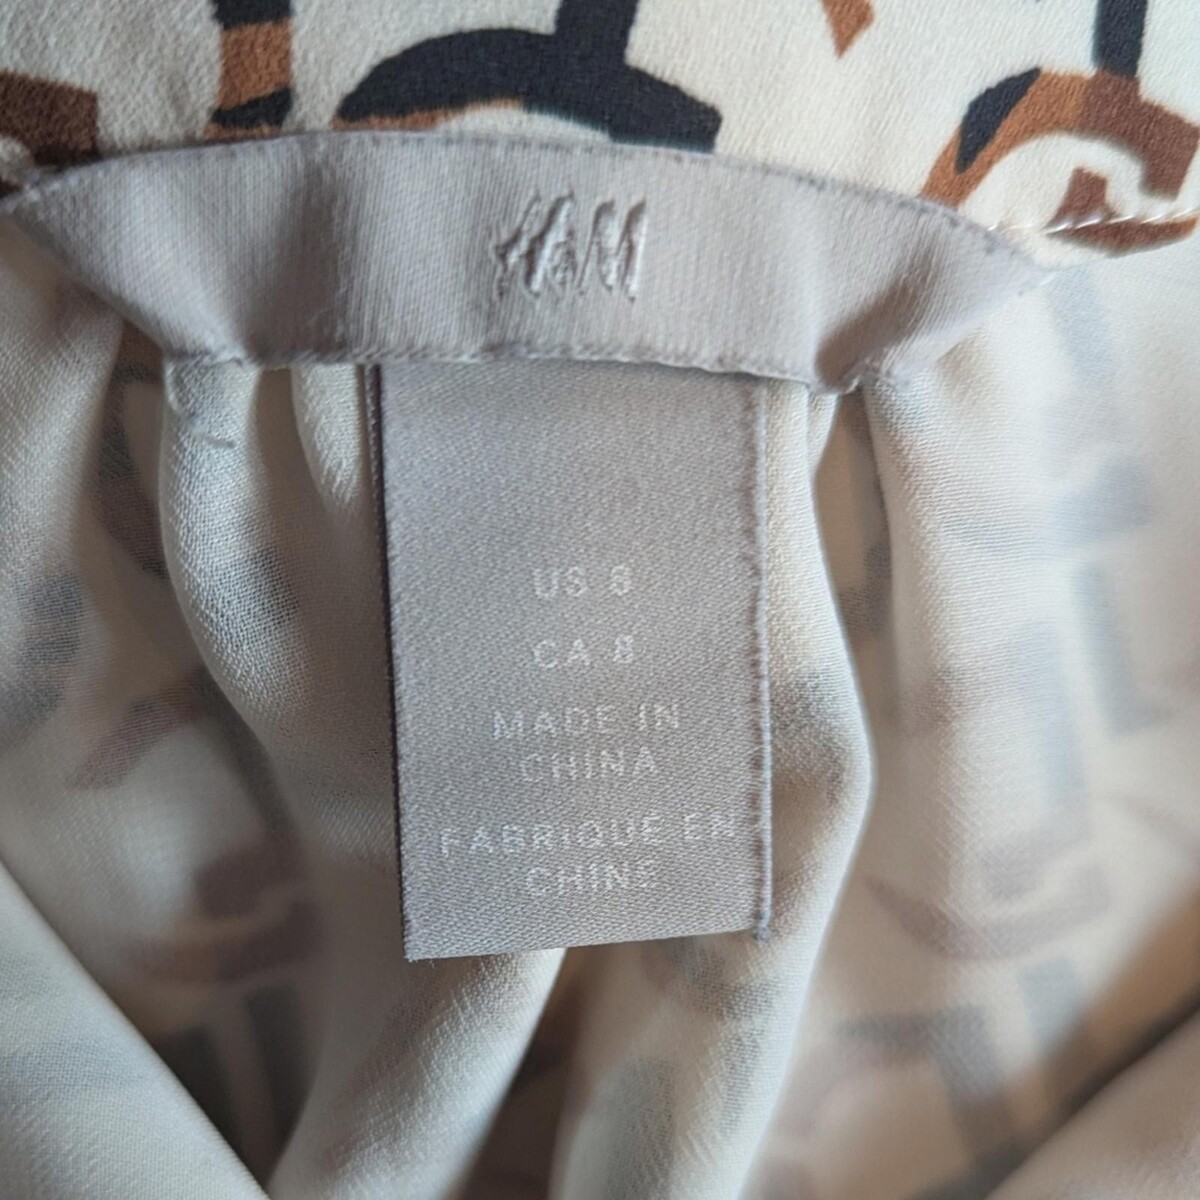 H&M
US 8
CA 8
MADE IN
CHINA
FABRIQUE EN
CHINE